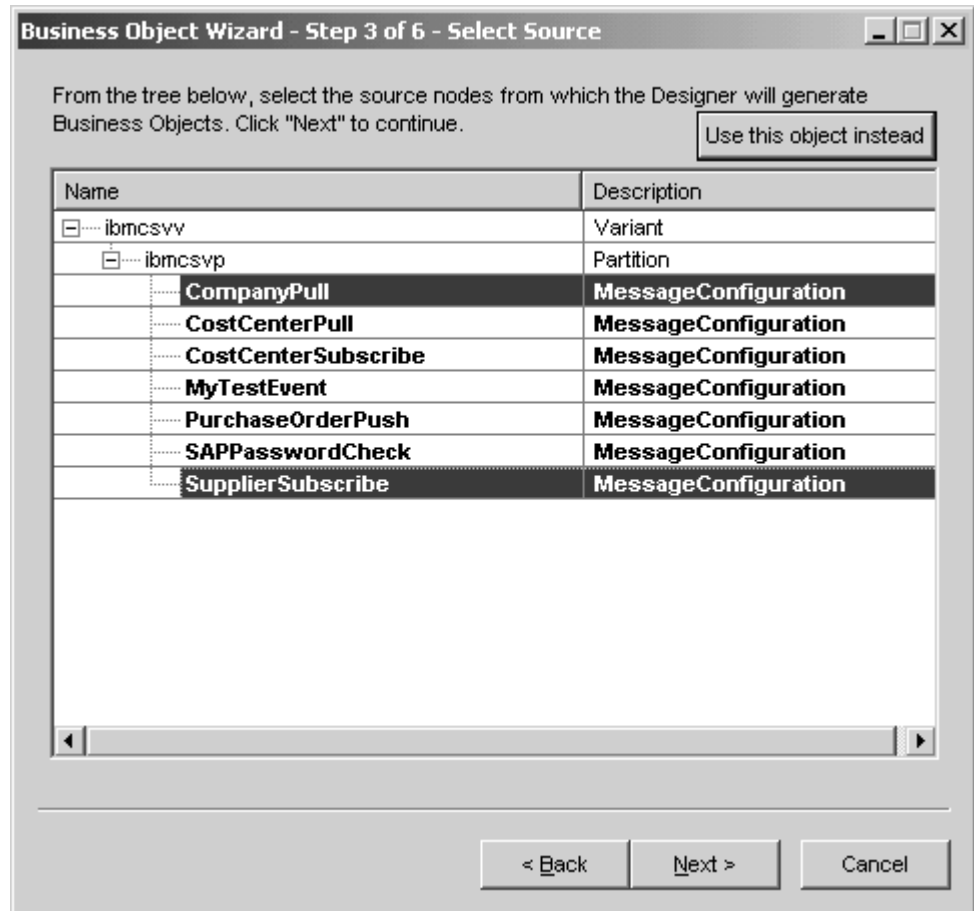 Business Object Wizard - Step 3 of 6 - Select Source
From the tree below, select the source nodes from which the Designer will generate
Business Objects. Click "Next" to continue.
Use this object instead
Name Description
ibmcsvv Variant
ibmcsvp Partition
CompanyPull MessageConfiguration
CostCenterPull MessageConfiguration
CostCenterSubscribe MessageConfiguration
MyTestEvent MessageConfiguration
PurchaseOrderPush MessageConfiguration
SAPPasswordCheck MessageConfiguration
SupplierSubscribe MessageConfiguration
< Back Next > Cancel